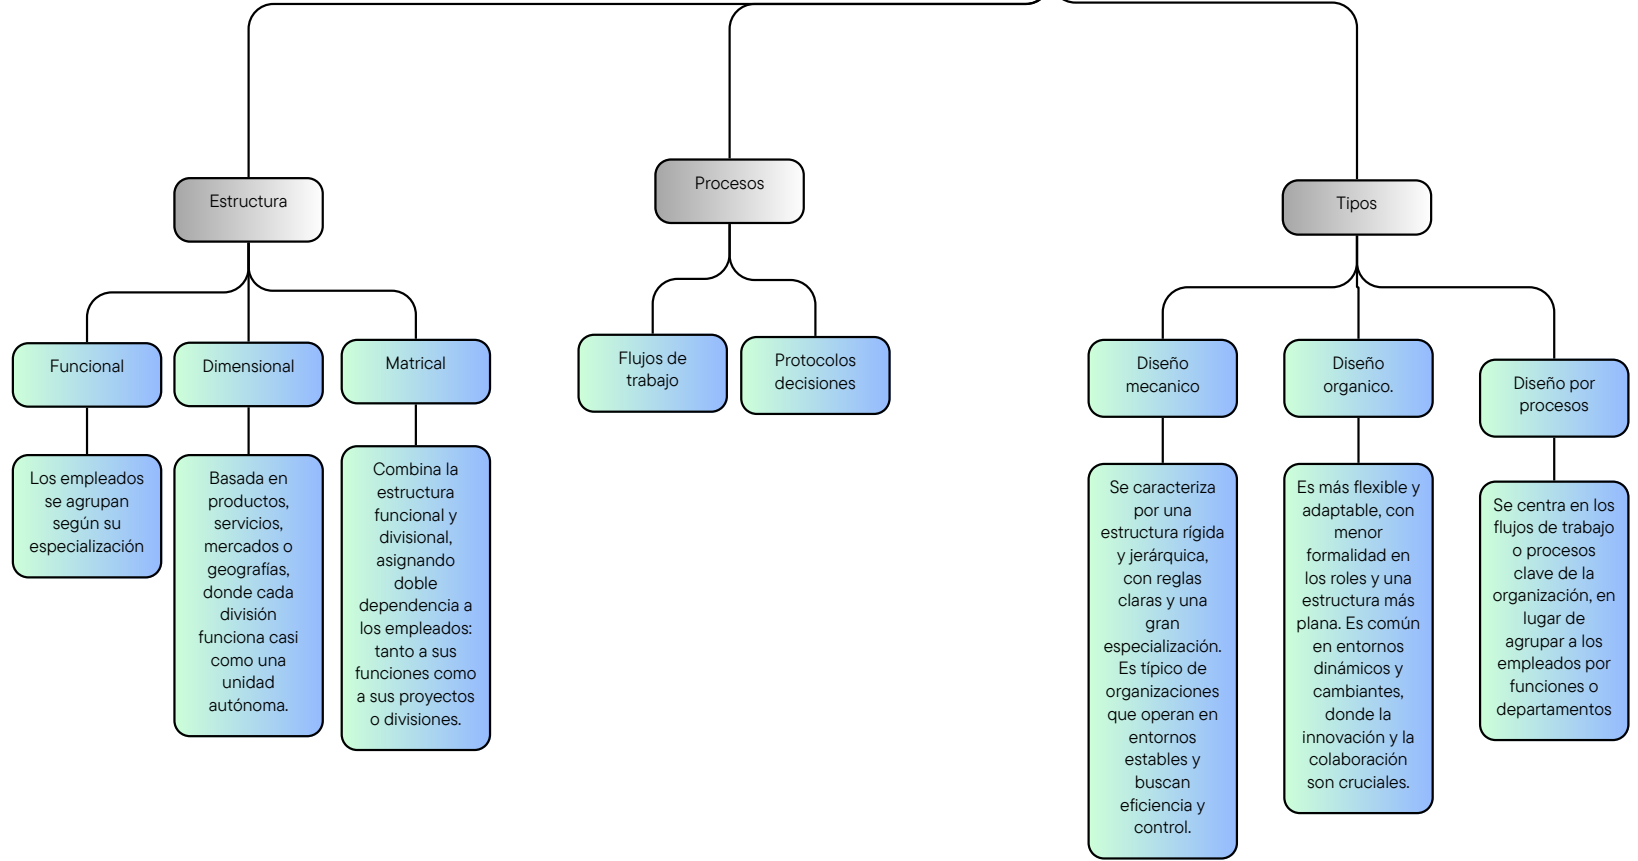 Estructura
Funcional
Los empleados
se agrupan
según su
especialización
Dimensional
Basada en
productos,
servicios,
mercados o
geografías,
donde cada
división
funciona casi
como una
unidad
autónoma.
Matrical
Combina la
estructura
funcional y
divisional,
asignando
doble
dependencia a
los empleados:
tanto a sus
funciones como
a sus proyectos
o divisiones.
Procesos
Flujos de
trabajo
Protocolos
decisiones
Tipos
Diseño
mecanico
Se caracteriza
por una
estructura rígida
y jerárquica,
con reglas
claras y una
gran
especialización.
Es típico de
organizaciones
que operan en
entornos
estables y
buscan
eficiencia y
control.
Diseño
organico.
Es más flexible y
adaptable, con
menor
formalidad en
los roles y una
estructura más
plana. Es común
en entornos
dinámicos y
cambiantes,
donde la
innovación y la
colaboración
son cruciales.
Diseño por
procesos
Se centra en los
flujos de trabajo
o procesos
clave de la
organización, en
lugar de
agrupar a los
empleados por
funciones o
departamentos